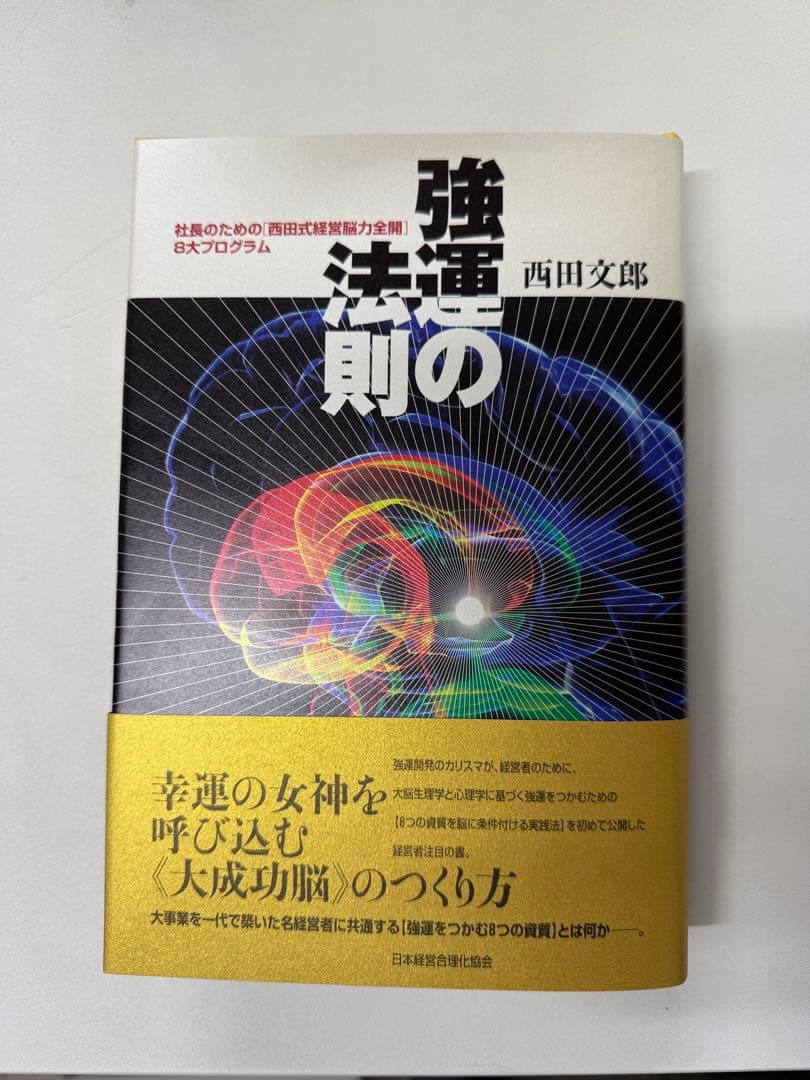 社長のための[西田式経営脳力全開]
8大プログラム
強運の
法則
西田文郎
幸運の女神を
呼び込む
《大成功脳》のつくり方
強運開発のカリスマが、経営者のために、
大脳生理学と心理学に基づく強運をつかむための
【8つの資質を脳に条件付ける実践法】を初めて公開した
経営者注目の書。
大事業を一代で築いた名経営者に共通する【強運をつかむ8つの資質】とは何か――。
日本経営合理化協会